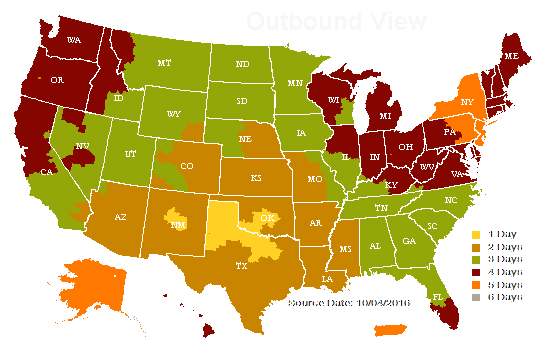 Outbound View
WA
ME
MT
ND
OR
MN
ID
WI
NY
SD
MI
WY
PA
IA
NE
NV
OH
UT
IL
IN
CO
WV
CA
VA
KS
MO
KY
NC
TN
OK
AZ
NM
AR
SC
MS
AL
GA
TX
LA
FL
1 Day
2 Days
3 Days
4 Days
5 Days
6 Days
Source Date: 10/04/2016